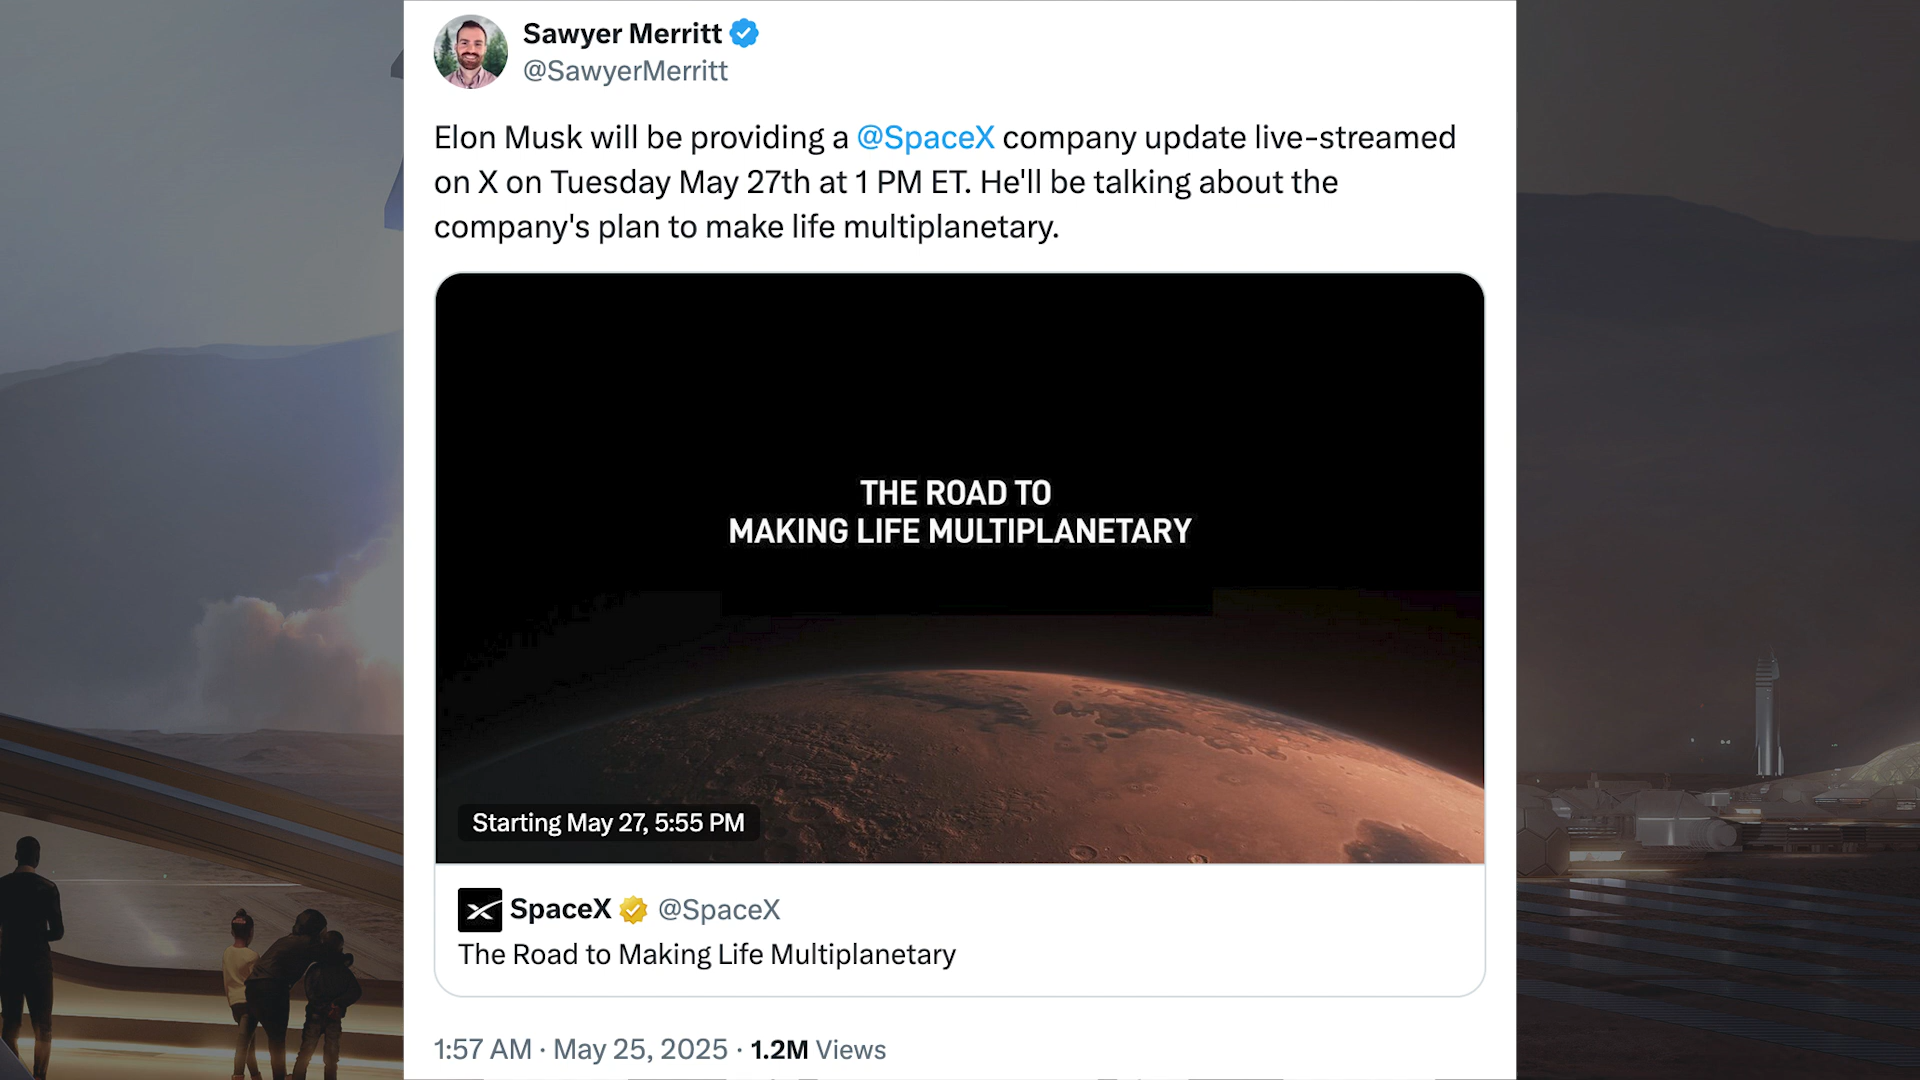 Sawyer Merritt
@SawyerMerritt
Elon Musk will be providing a @SpaceX company update live-streamed
on X on Tuesday May 27th at 1 PM ET. He'll be talking about the
company's plan to make life multiplanetary.
THE ROAD TO
MAKING LIFE MULTIPLANETARY
Starting May 27, 5:55 PM
SpaceX @SpaceX
The Road to Making Life Multiplanetary
1:57 AM · May 25, 2025 · 1.2M Views